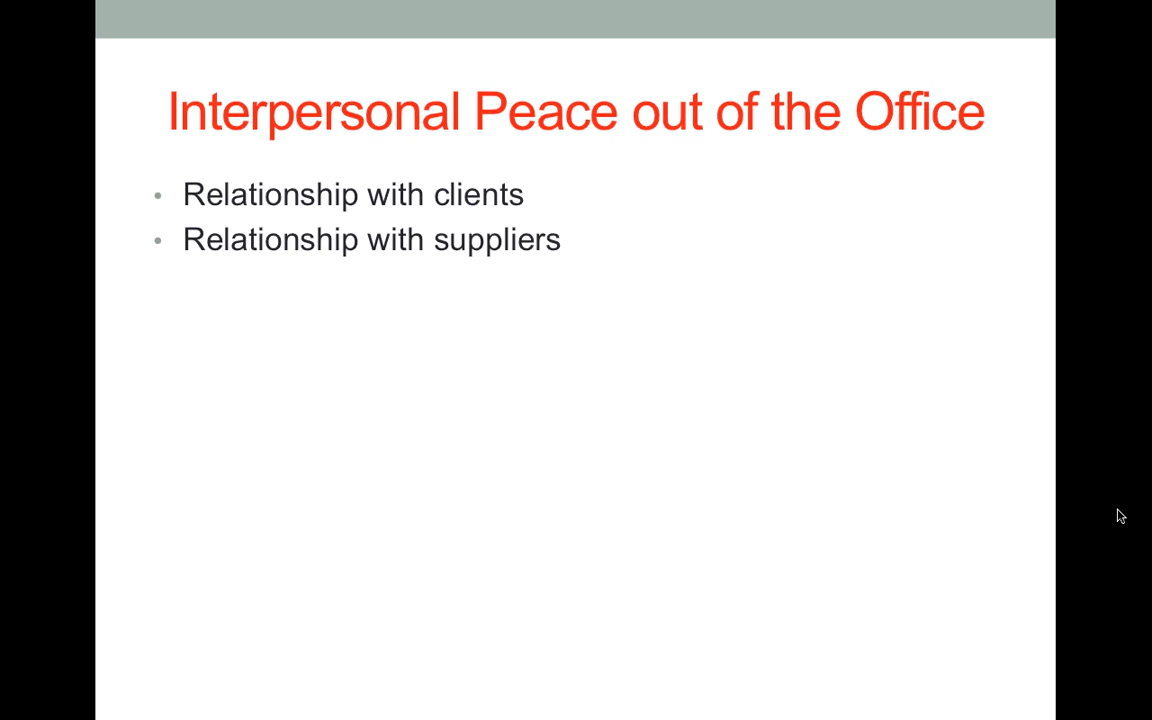 Interpersonal Peace out of the Office
• Relationship with clients
• Relationship with suppliers